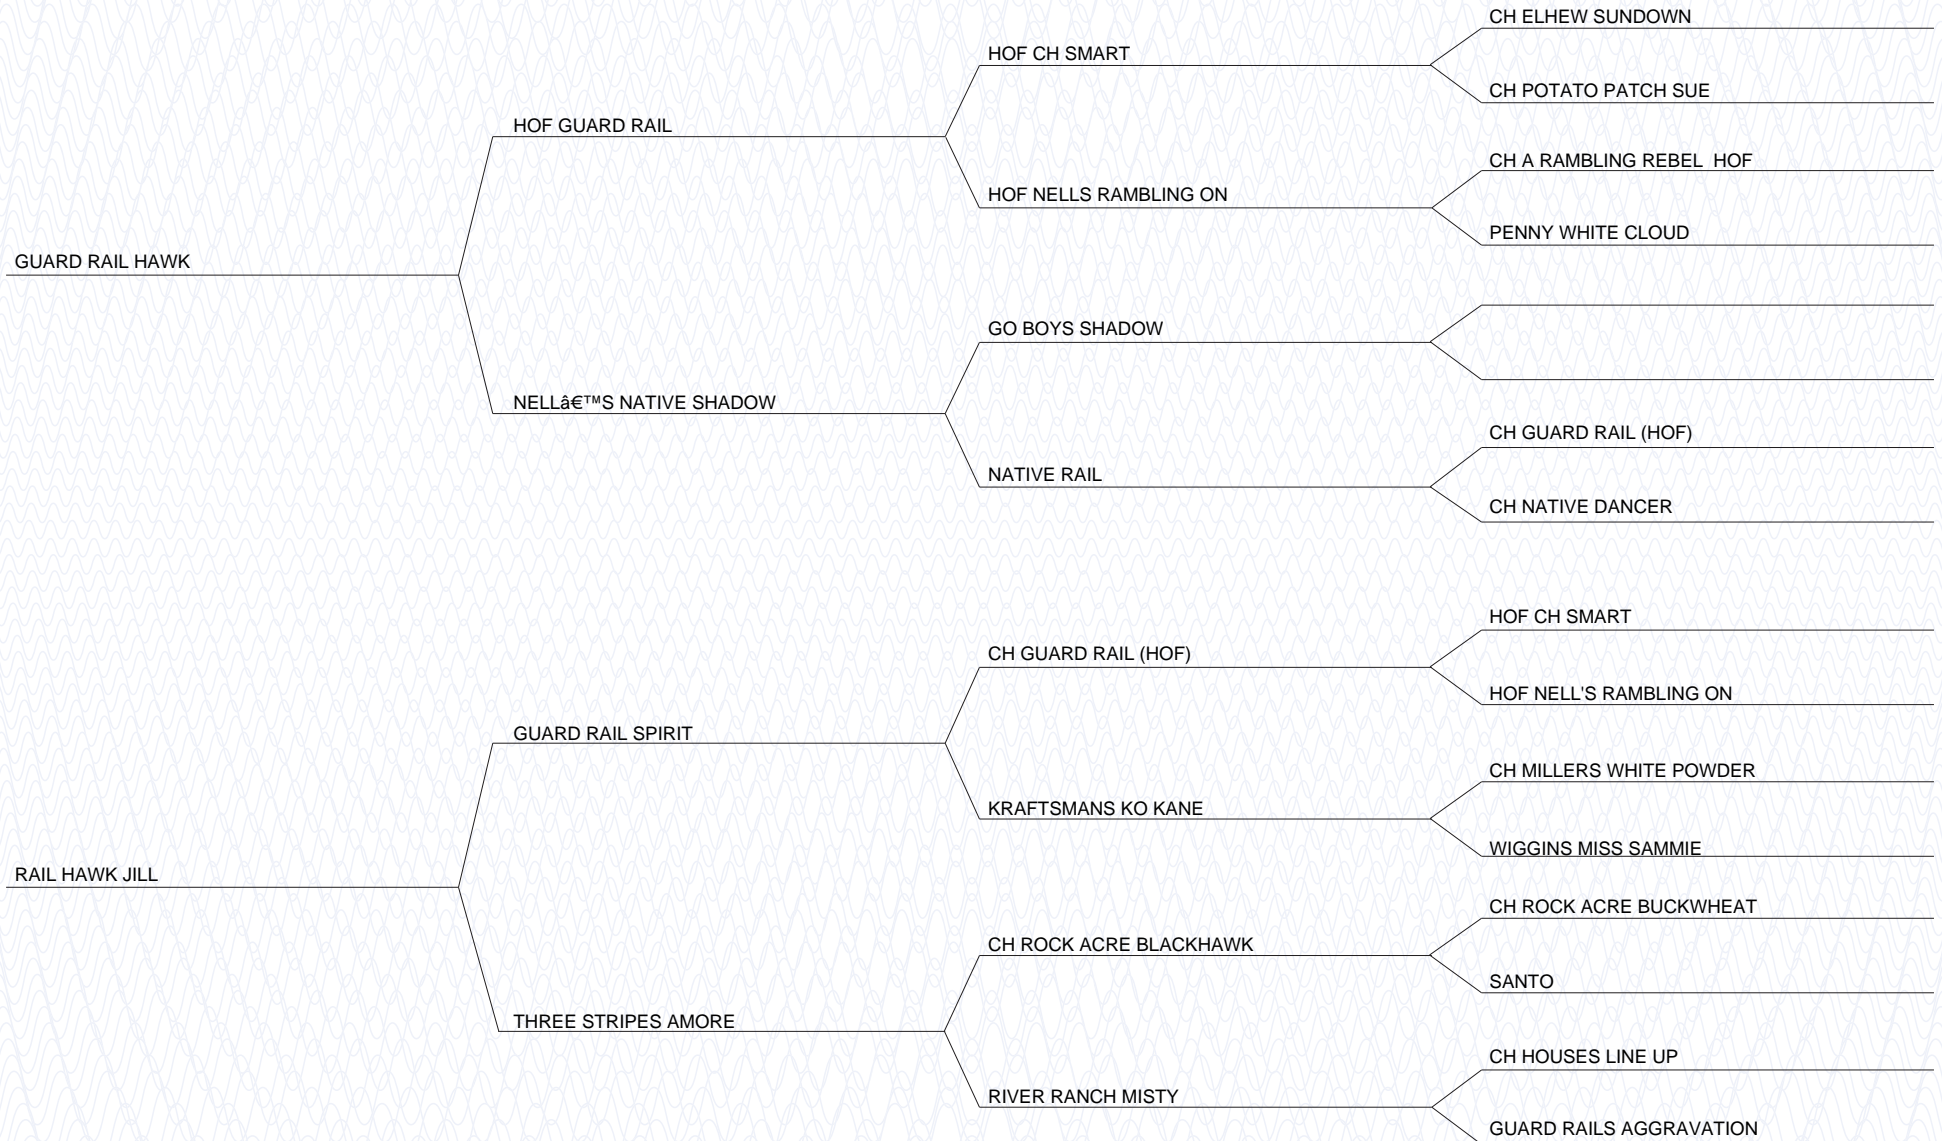 CH ELHEW SUNDOWN
HOF CH SMART
CH POTATO PATCH SUE
HOF GUARD RAIL
CH A RAMBLING REBEL  HOF
HOF NELLS RAMBLING ON
PENNY WHITE CLOUD
GUARD RAIL HAWK
GO BOYS SHADOW
NELLâ€™S NATIVE SHADOW
CH GUARD RAIL (HOF)
NATIVE RAIL
CH NATIVE DANCER
HOF CH SMART
CH GUARD RAIL (HOF)
HOF NELL'S RAMBLING ON
GUARD RAIL SPIRIT
CH MILLERS WHITE POWDER
KRAFTSMANS KO KANE
WIGGINS MISS SAMMIE
RAIL HAWK JILL
CH ROCK ACRE BUCKWHEAT
CH ROCK ACRE BLACKHAWK
SANTO
THREE STRIPES AMORE
CH HOUSES LINE UP
RIVER RANCH MISTY
GUARD RAILS AGGRAVATION